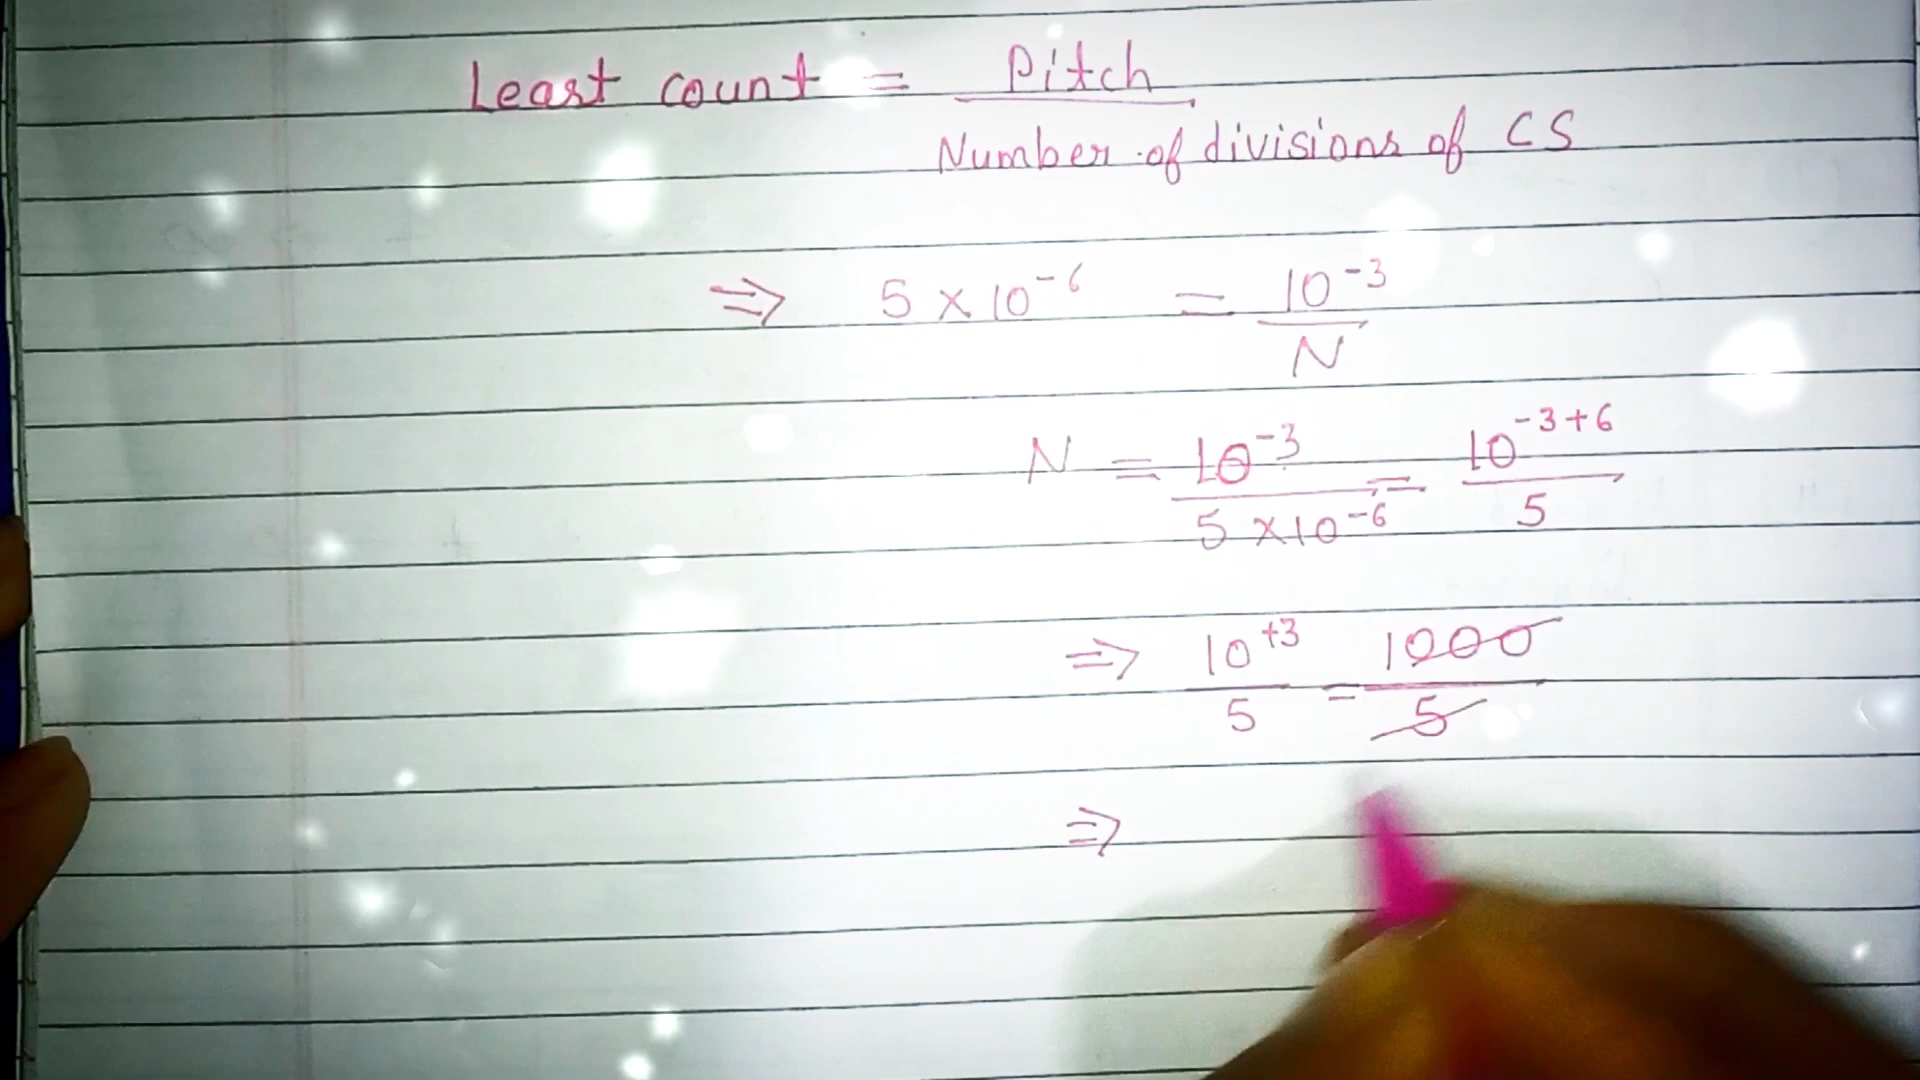 Least count = Pitch
Number of divisions of CS
⇒ 5 × 10⁻⁶ = 10⁻³
N
N = 10⁻³ = 10⁻³⁺⁶
5 × 10⁻⁶ 5
⇒ 10⁺³ = 1000
5 5
⇒